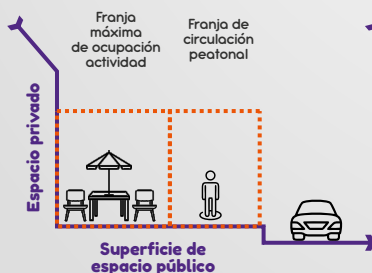 Franja
máxima
de ocupación
actividad
Franja de
circulación
peatonal
Espacio privado
Superficie de
espacio público